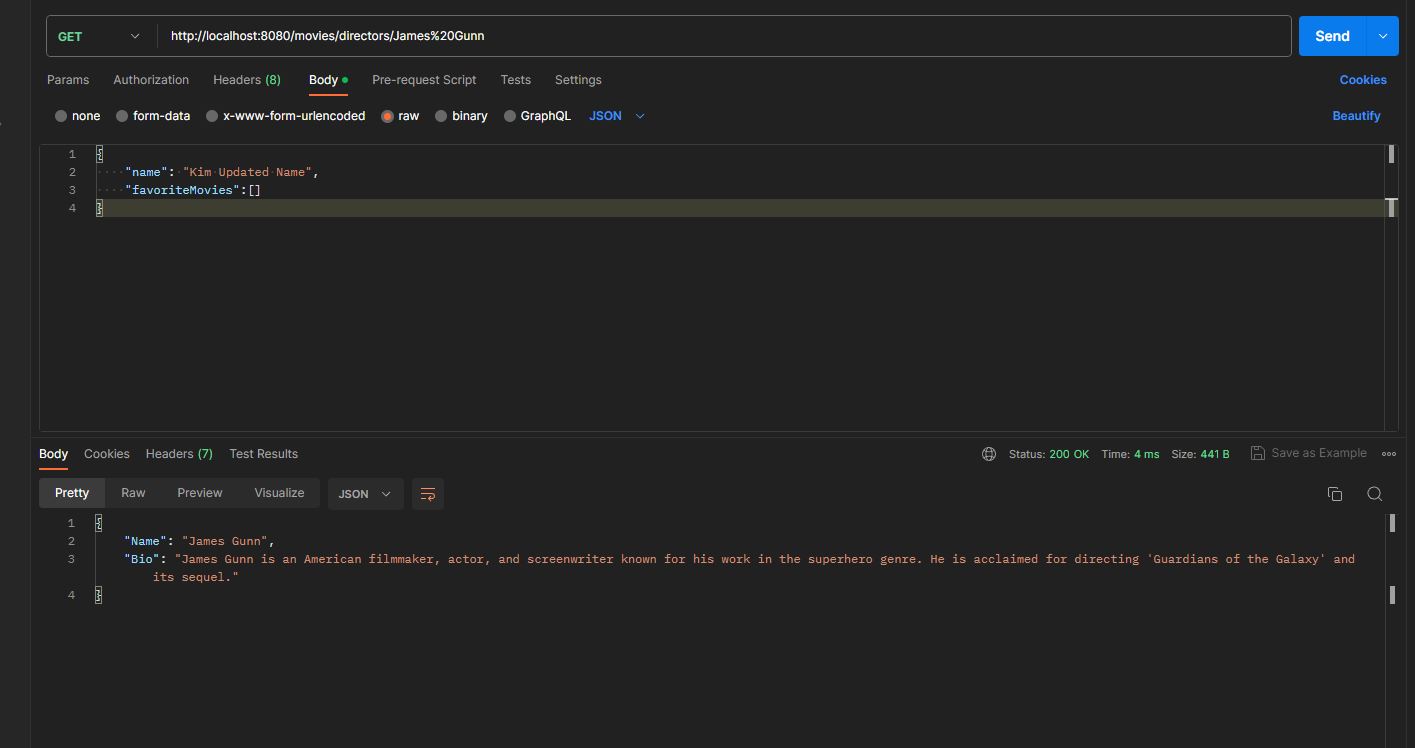 GET http://localhost:8080/movies/directors/James%20Gunn Send
Params Authorization Headers (8) Body Pre-request Script Tests Settings Cookies
none form-data x-www-form-urlencoded raw binary GraphQL JSON Beautify
1 {
2 ····"name":·"Kim·Updated·Name",
3 ····"favoriteMovies":[]
4 }
Body Cookies Headers (7) Test Results Status: 200 OK Time: 4 ms Size: 441 B Save as Example
Pretty Raw Preview Visualize JSON
1 {
2 "Name": "James Gunn",
3 "Bio": "James Gunn is an American filmmaker, actor, and screenwriter known for his work in the superhero genre. He is acclaimed for directing 'Guardians of the Galaxy' and
its sequel."
4 }